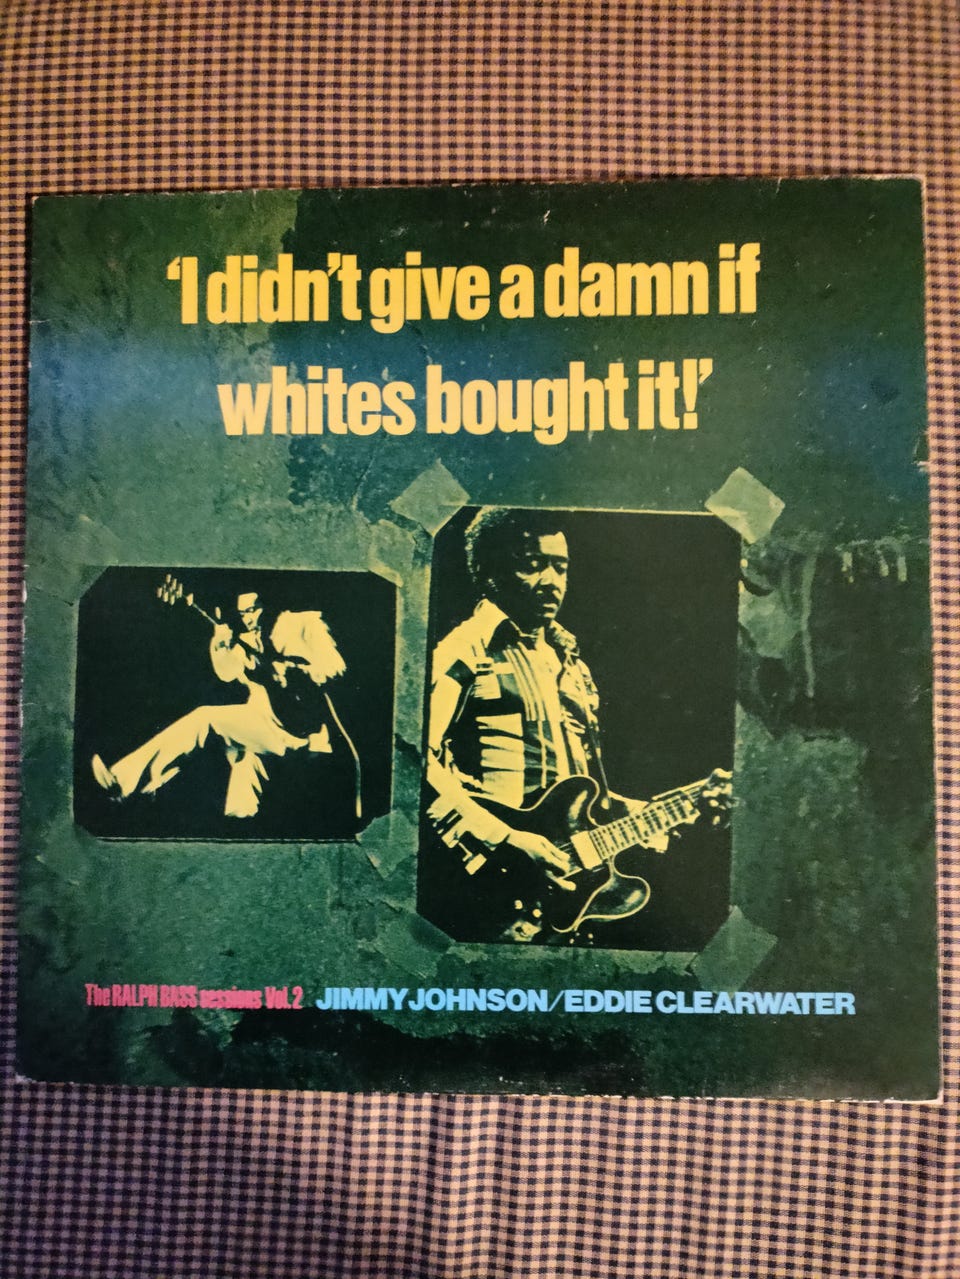 ‘I didn’t give a damn if
whites bought it!’
The RALPH BASS sessions Vol. 2 JIMMY JOHNSON/EDDIE CLEARWATER